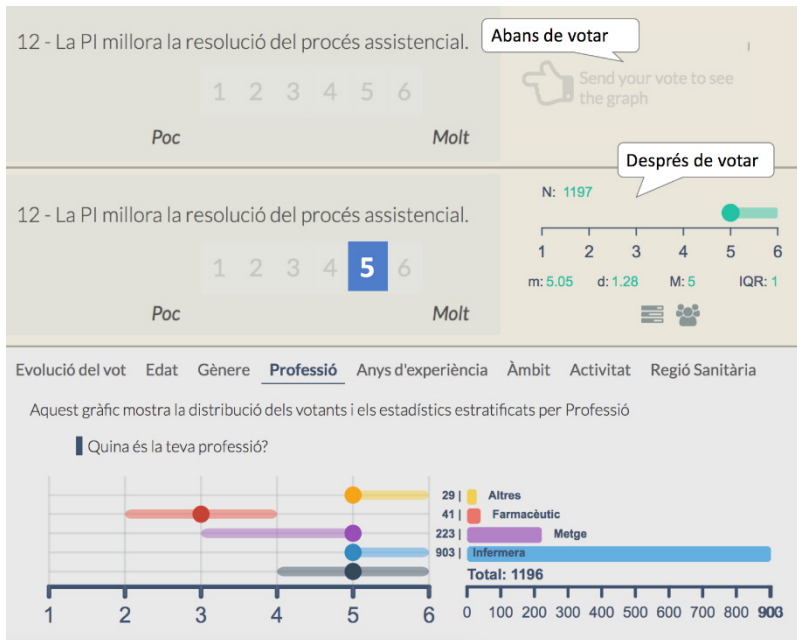 12 - La PI millora la resolució del procés assistencial.
Abans de votar
1 2 3 4 5 6
Send your vote to see
the graph
Poc Molt
Després de votar
12 - La PI millora la resolució del procés assistencial.
N: 1197
1 2 3 4 5 6
1 2 3 4 5 6
m: 5.05 d: 1.28 M: 5 IQR: 1
Poc Molt
Evolució del vot Edat Gènere Professió Anys d'experiència Àmbit Activitat Regió Sanitària
Aquest gràfic mostra la distribució dels votants i els estadístics estratificats per Professió
Quina és la teva professió?
29 | Altres
41 | Farmacèutic
223 | Metge
903 | Infermera
Total: 1196
1 2 3 4 5 6
0 100 200 300 400 500 600 700 800 903